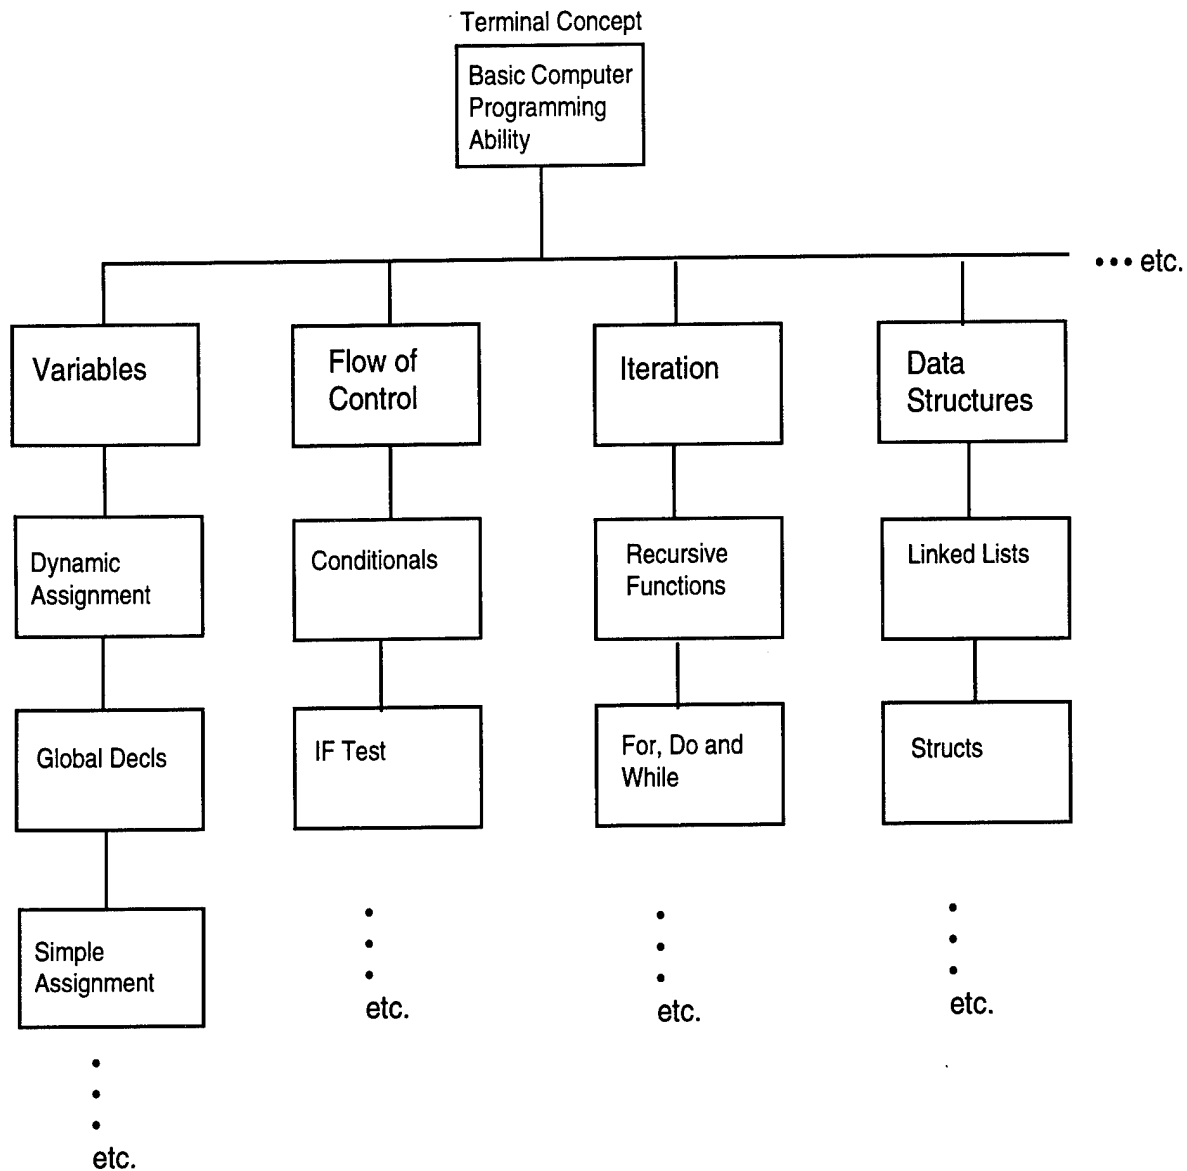 Terminal Concept
Basic Computer
Programming
Ability
••• etc.
Variables
Flow of
Control
Iteration
Data
Structures
Dynamic
Assignment
Conditionals
Recursive
Functions
Linked Lists
Global Decls
IF Test
For, Do and
While
Structs
Simple
Assignment
etc.
etc.
etc.
etc.